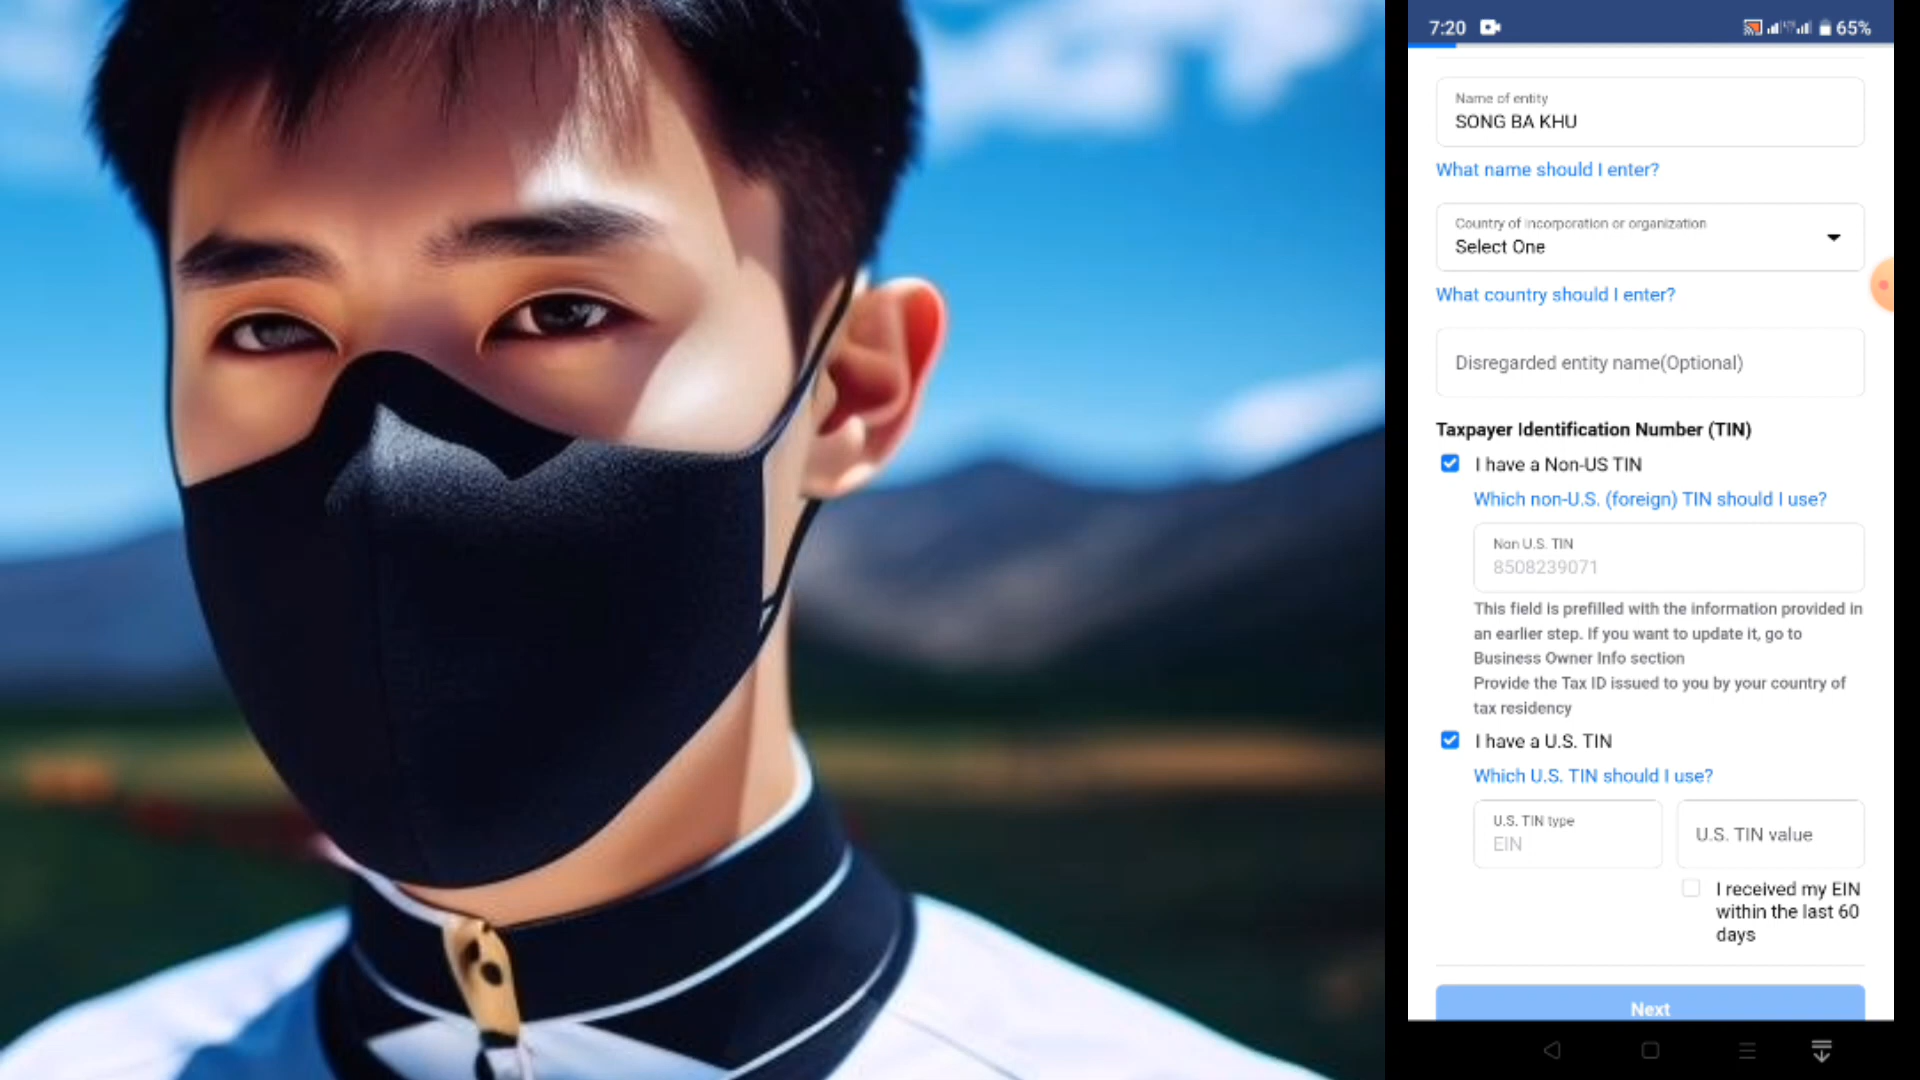 7:20
65%
Name of entity
SONG BA KHU
What name should I enter?
Country of incorporation or organization
Select One
What country should I enter?
Disregarded entity name(Optional)
Taxpayer Identification Number (TIN)
I have a Non-US TIN
Which non-U.S. (foreign) TIN should I use?
Non U.S. TIN
8508239071
This field is prefilled with the information provided in
an earlier step. If you want to update it, go to
Business Owner Info section
Provide the Tax ID issued to you by your country of
tax residency
I have a U.S. TIN
Which U.S. TIN should I use?
U.S. TIN type
EIN
U.S. TIN value
I received my EIN
within the last 60
days
Next